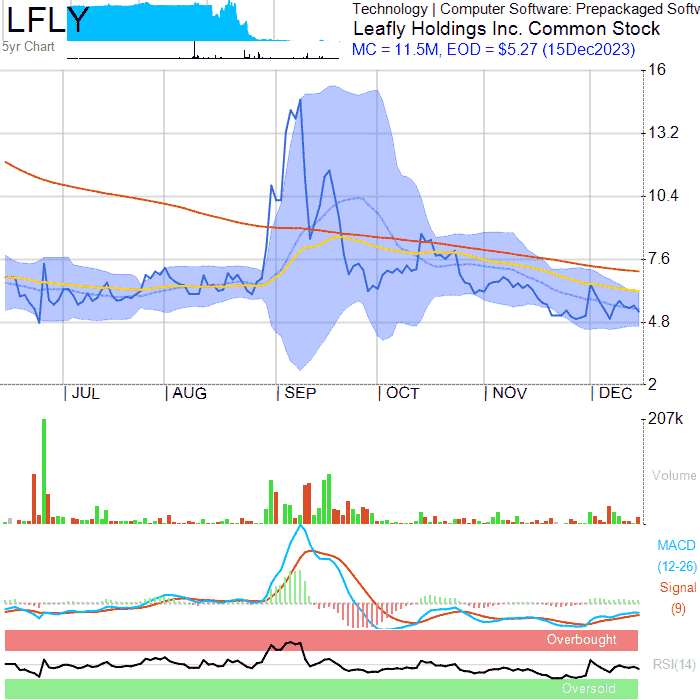 LFLY
5yr Chart
Technology | Computer Software: Prepackaged Softw
Leafly Holdings Inc. Common Stock
MC = 11.5M, EOD = $5.27 (15Dec2023)
16
13.2
10.4
7.6
4.8
2
| JUL | AUG | SEP | OCT | NOV | DEC
207k
Volume
MACD
(12-26)
Signal
(9)
Overbought
RSI(14)
Oversold